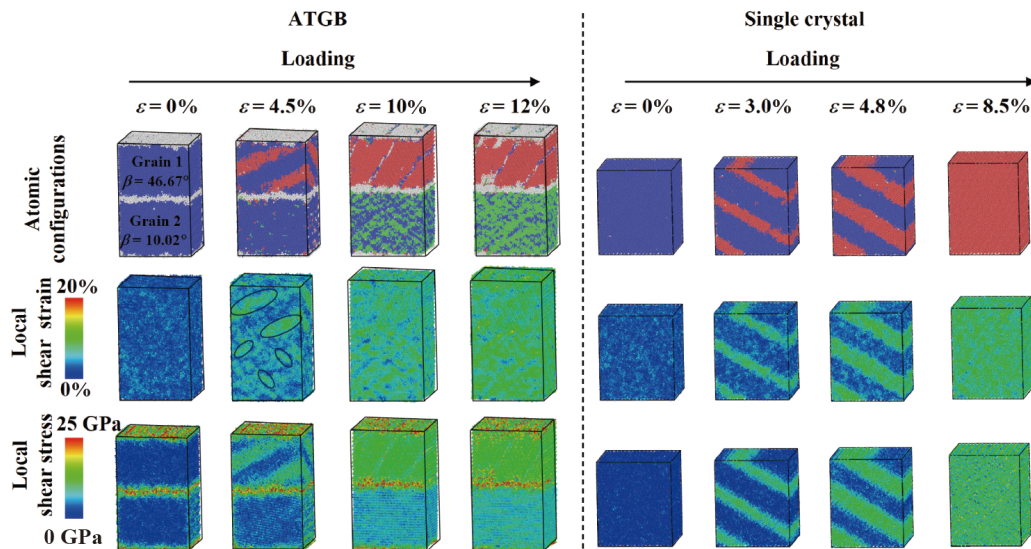 ATGB
Single crystal
Loading
Loading
ε = 0%
ε = 4.5%
ε = 10%
ε = 12%
ε = 0%
ε = 3.0%
ε = 4.8%
ε = 8.5%
Atomic
configurations
Grain 1
β = 46.67°
Grain 2
β = 10.02°
Local
shear strain
20%
0%
Local
shear stress
25 GPa
0 GPa